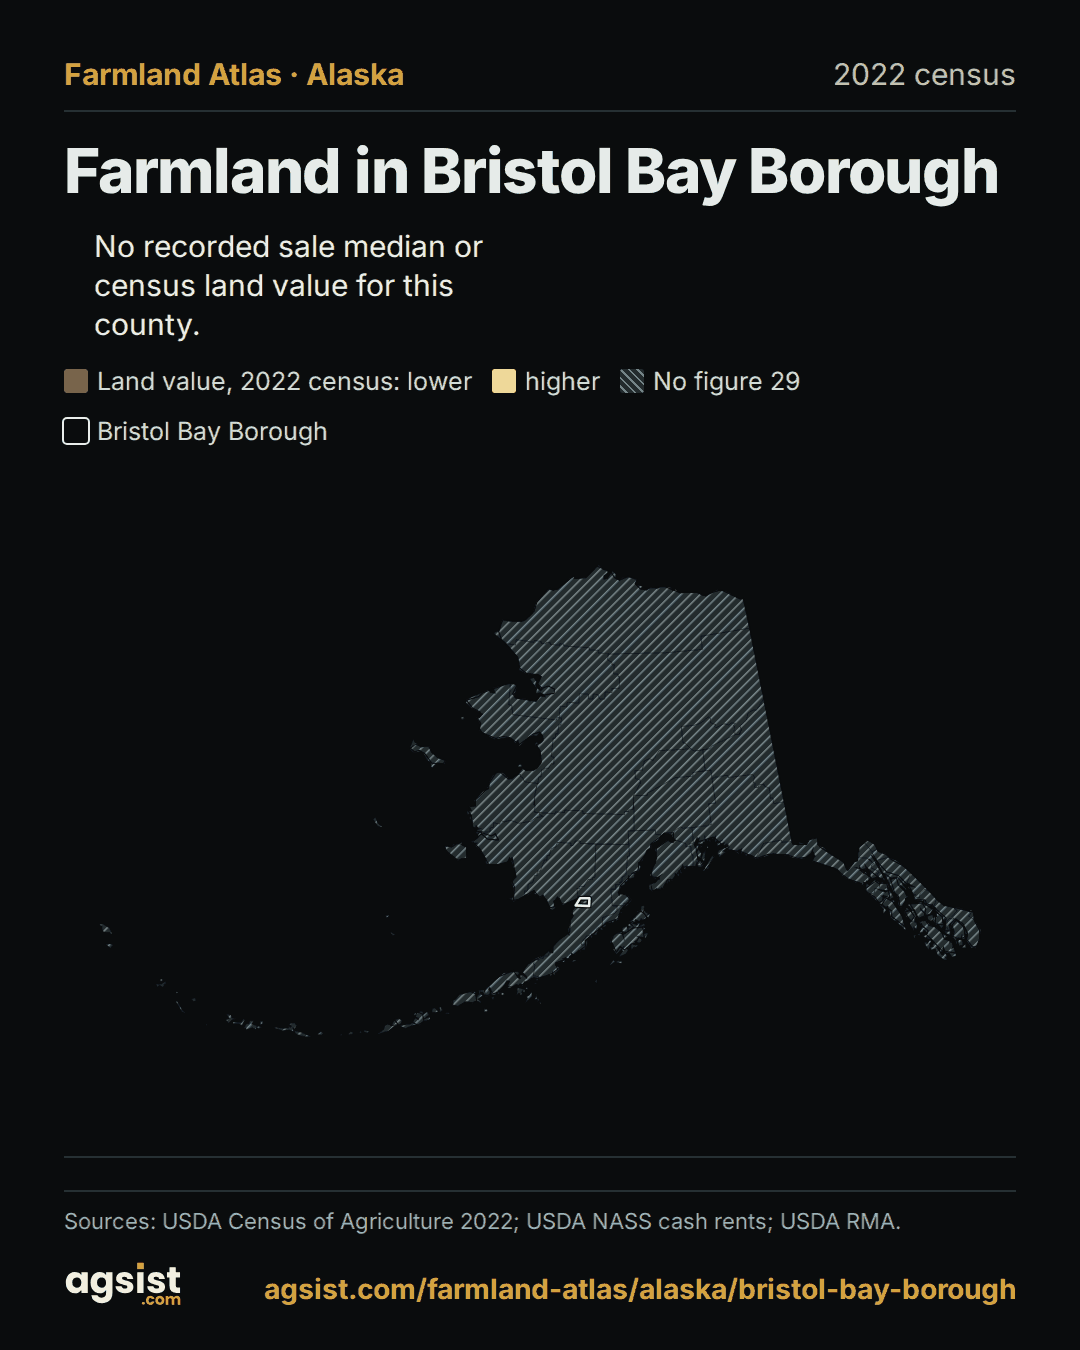 Farmland Atlas · Alaska
2022 census
Farmland in Bristol Bay Borough
No recorded sale median or
census land value for this
county.
Land value, 2022 census: lower
higher
No figure 29
Bristol Bay Borough
Sources: USDA Census of Agriculture 2022; USDA NASS cash rents; USDA RMA.
agsist
.com
agsist.com/farmland-atlas/alaska/bristol-bay-borough